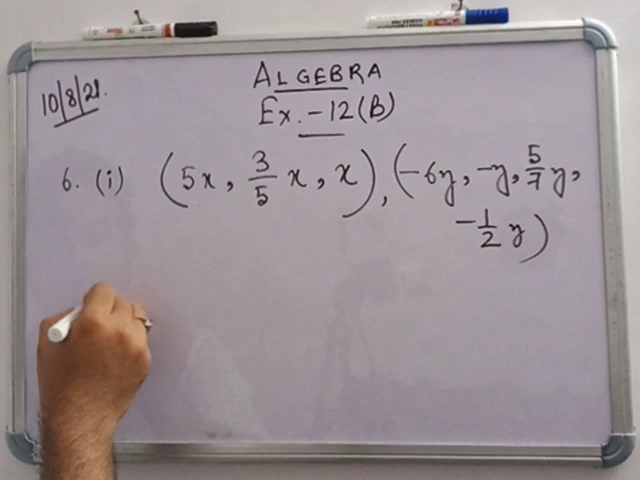 10/8/21.
ALGEBRA
Ex. - 12(B)
6. (i) (5x, 3/5 x, x), (-6y, -y, 5/7 y,
-1/2 y)